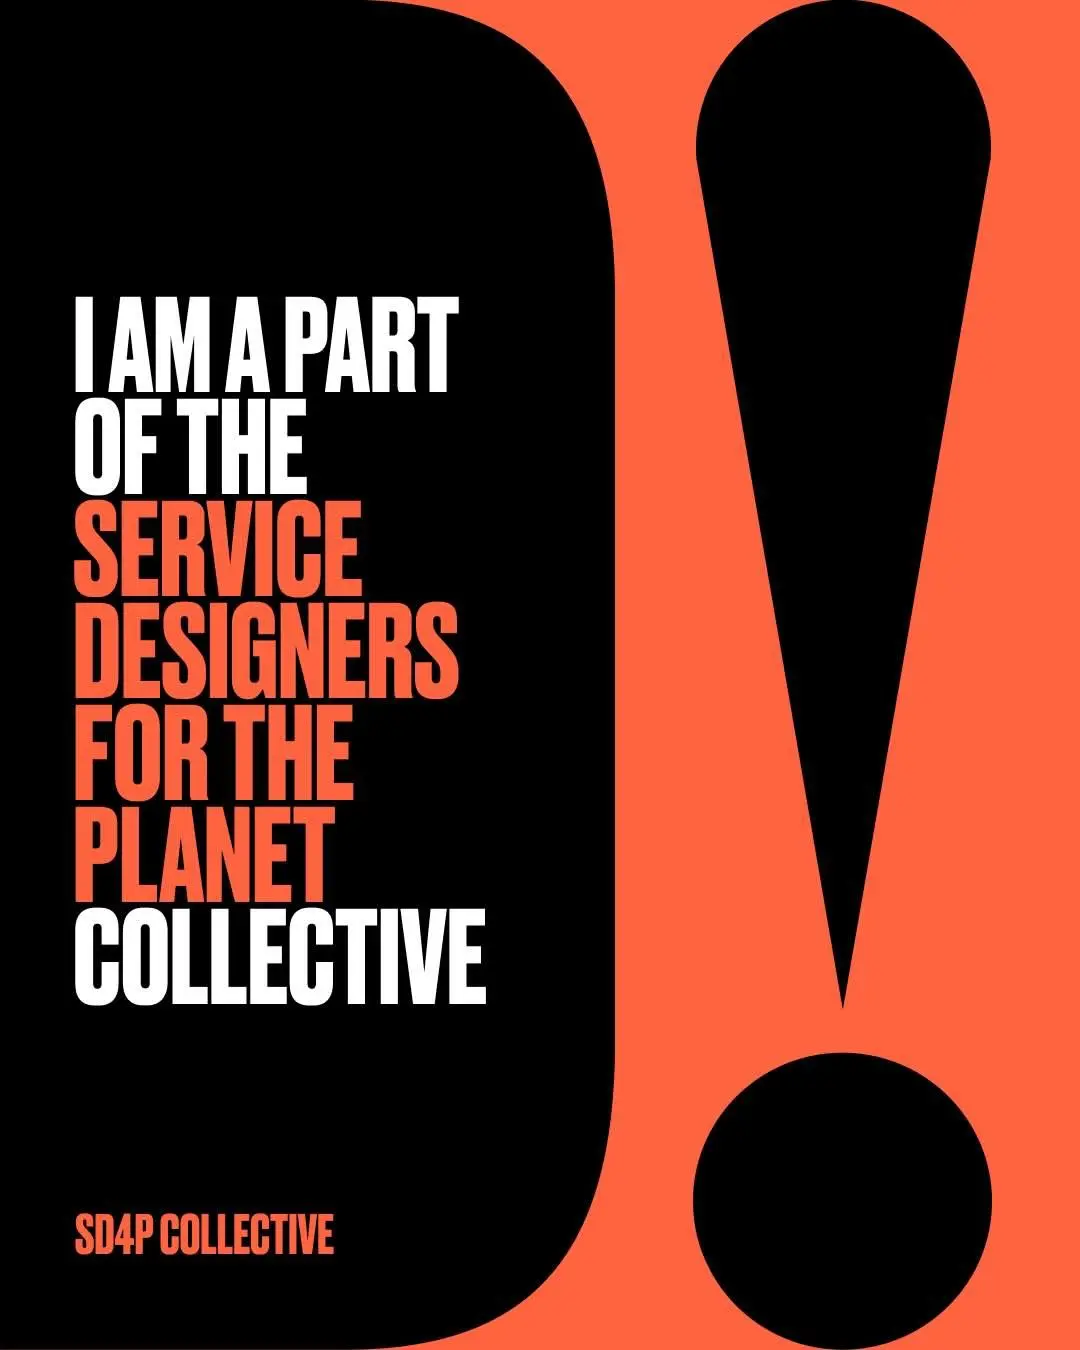 I AM A PART
OF THE
SERVICE
DESIGNERS
FOR THE
PLANET
COLLECTIVE
SD4P COLLECTIVE